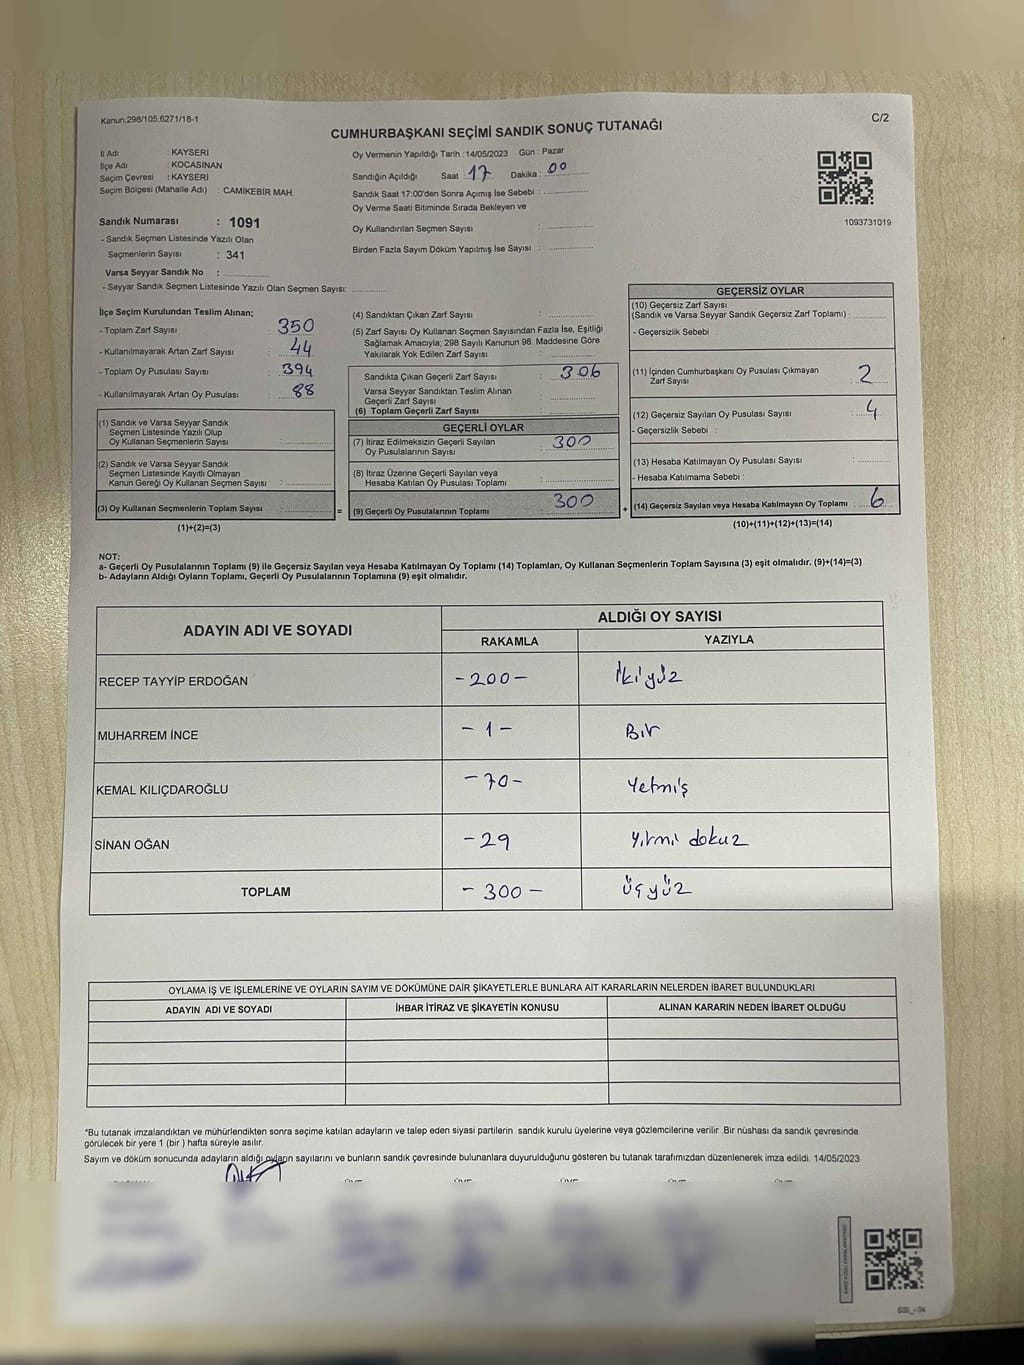 Kanun;298/105;6271/18-1
C/2
CUMHURBAŞKANI SEÇİMİ SANDIK SONUÇ TUTANAĞI
İl Adı : KAYSERİ
İlçe Adı : KOCASİNAN
Seçim Çevresi : KAYSERİ
Seçim Bölgesi (Mahalle Adı) : CAMİKEBİR MAH.
Sandık Numarası : 1091
- Sandık Seçmen Listesinde Yazılı Olan
Seçmenlerin Sayısı : 341
Varsa Seyyar Sandık No :
- Seyyar Sandık Seçmen Listesinde Yazılı Olan Seçmen Sayısı:
Oy Vermenin Yapıldığı Tarih :14/05/2023 Gün : Pazar
Sandığın Açıldığı Saat : 17 Dakika : 00
Sandık Saat 17:00'den Sonra Açımış İse Sebebi :
Oy Verme Saati Bitiminde Sırada Bekleyen ve
Oy Kullandırılan Seçmen Sayısı :
Birden Fazla Sayım Döküm Yapılmış İse Sayısı :
1093731019
İlçe Seçim Kurulundan Teslim Alınan;
- Toplam Zarf Sayısı : 350
- Kullanılmayarak Artan Zarf Sayısı : 44
- Toplam Oy Pusulası Sayısı : 394
- Kullanılmayarak Artan Oy Pusulası : 88
(1) Sandık ve Varsa Seyyar Sandık
Seçmen Listesinde Yazılı Olup
Oy Kullanan Seçmenlerin Sayısı :
(2) Sandık ve Varsa Seyyar Sandık
Seçmen Listesinde Kayıtlı Olmayan
Kanun Gereği Oy Kullanan Seçmen Sayısı :
(3) Oy Kullanan Seçmenlerin Toplam Sayısı :
(1)+(2)=(3)
=
(4) Sandıktan Çıkan Zarf Sayısı :
(5) Zarf Sayısı Oy Kullanan Seçmen Sayısından Fazla İse, Eşitliği
Sağlamak Amacıyla; 298 Sayılı Kanunun 98. Maddesine Göre
Yakılarak Yok Edilen Zarf Sayısı :
Sandıkta Çıkan Geçerli Zarf Sayısı : 306
Varsa Seyyar Sandıktan Teslim Alınan
Geçerli Zarf Sayısı :
(6) Toplam Geçerli Zarf Sayısı :
GEÇERLİ OYLAR
(7) İtiraz Edilmeksizin Geçerli Sayılan
Oy Pusulalarının Sayısı : 300
(8) İtiraz Üzerine Geçerli Sayılan veya
Hesaba Katılan Oy Pusulası Toplamı :
(9) Geçerli Oy Pusulalarının Toplamı : 300
+
GEÇERSİZ OYLAR
(10) Geçersiz Zarf Sayısı
(Sandık ve Varsa Seyyar Sandık Geçersiz Zarf Toplamı) :
- Geçersizlik Sebebi :
(11) İçinden Cumhurbaşkanı Oy Pusulası Çıkmayan
Zarf Sayısı : 2
(12) Geçersiz Sayılan Oy Pusulası Sayısı : 4
- Geçersizlik Sebebi :
(13) Hesaba Katılmayan Oy Pusulası Sayısı :
- Hesaba Katılmama Sebebi :
(14) Geçersiz Sayılan veya Hesaba Katılmayan Oy Toplamı : 6
(10)+(11)+(12)+(13)=(14)
NOT:
a- Geçerli Oy Pusulalarının Toplamı (9) ile Geçersiz Sayılan veya Hesaba Katılmayan Oy Toplamı (14) Toplamları, Oy Kullanan Seçmenlerin Toplam Sayısına (3) eşit olmalıdır. (9)+(14)=(3)
b- Adayların Aldığı Oyların Toplamı, Geçerli Oy Pusulalarının Toplamına (9) eşit olmalıdır.
ADAYIN ADI VE SOYADI ALDIĞI OY SAYISI
RAKAMLA YAZIYLA
RECEP TAYYİP ERDOĞAN -200- İkiyüz
MUHARREM İNCE -1- Bir
KEMAL KILIÇDAROĞLU -70- Yetmiş
SİNAN OĞAN -29 Yirmi dokuz
TOPLAM -300- Üçyüz
OYLAMA İŞ VE İŞLEMLERİNE VE OYLARIN SAYIM VE DÖKÜMÜNE DAİR ŞİKAYETLERLE BUNLARA AİT KARARLARIN NELERDEN İBARET BULUNDUKLARI
ADAYIN ADI VE SOYADI İHBAR İTİRAZ VE ŞİKAYETİN KONUSU ALINAN KARARIN NEDEN İBARET OLDUĞU
*Bu tutanak imzalandıktan ve mühürlendikten sonra seçime katılan adayların ve talep eden siyasi partilerin sandık kurulu üyelerine veya gözlemcilerine verilir .Bir nüshası da sandık çevresinde
görülecek bir yere 1 (bir ) hafta süreyle asılır.
Sayım ve döküm sonucunda adayların aldığı oyların sayılarını ve bunların sandık çevresinde bulunanlara duyurulduğunu gösteren bu tutanak tarafımızdan düzenlenerek imza edildi. 14/05/2023